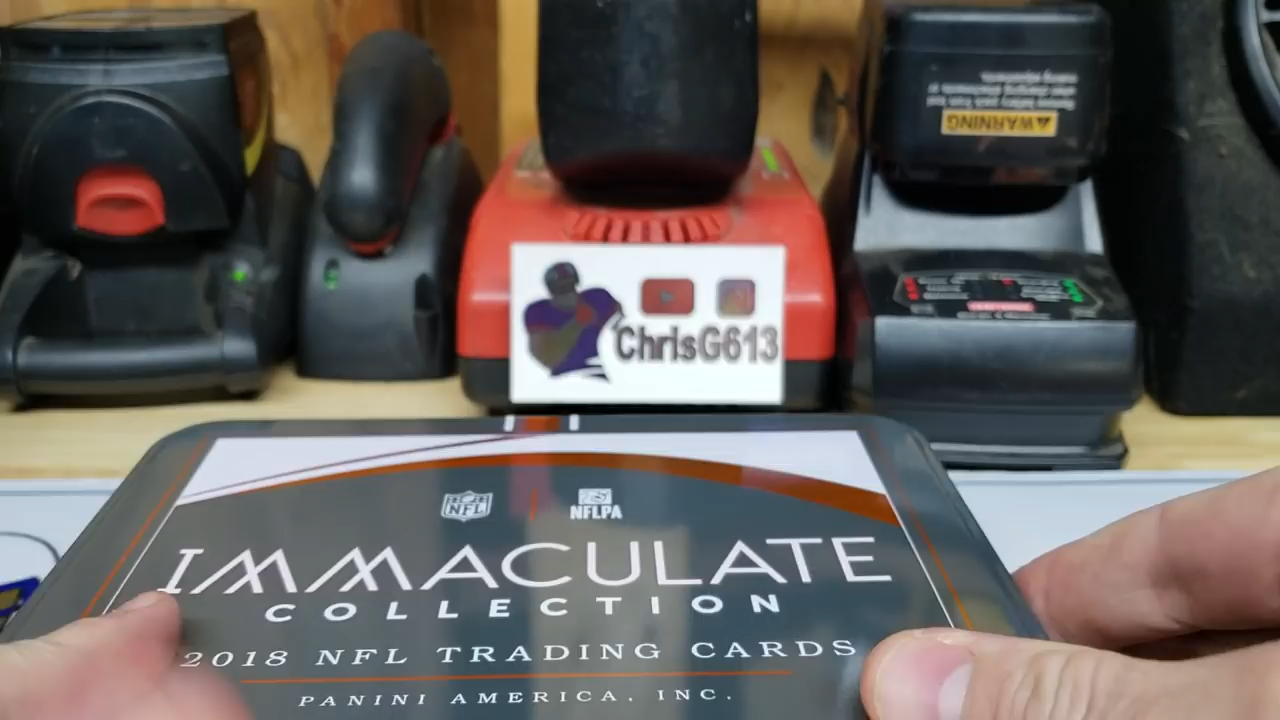 WARNING
ChrisG613
NFL
NFLPA
IMMACULATE
COLLECTION
2018 NFL TRADING CARDS
PANINI AMERICA, INC.